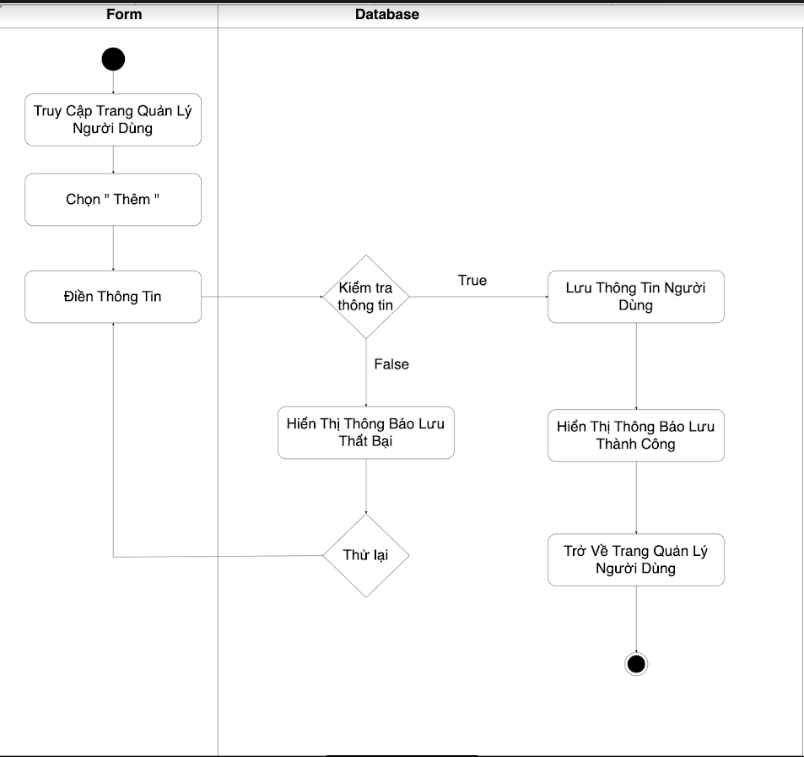 Form
Database
Truy Cập Trang Quản Lý
Người Dùng
Chọn " Thêm "
Điền Thông Tin
Kiểm tra
thông tin
True
Lưu Thông Tin Người
Dùng
False
Hiển Thị Thông Báo Lưu
Thất Bại
Hiển Thị Thông Báo Lưu
Thành Công
Thử lại
Trở Về Trang Quản Lý
Người Dùng